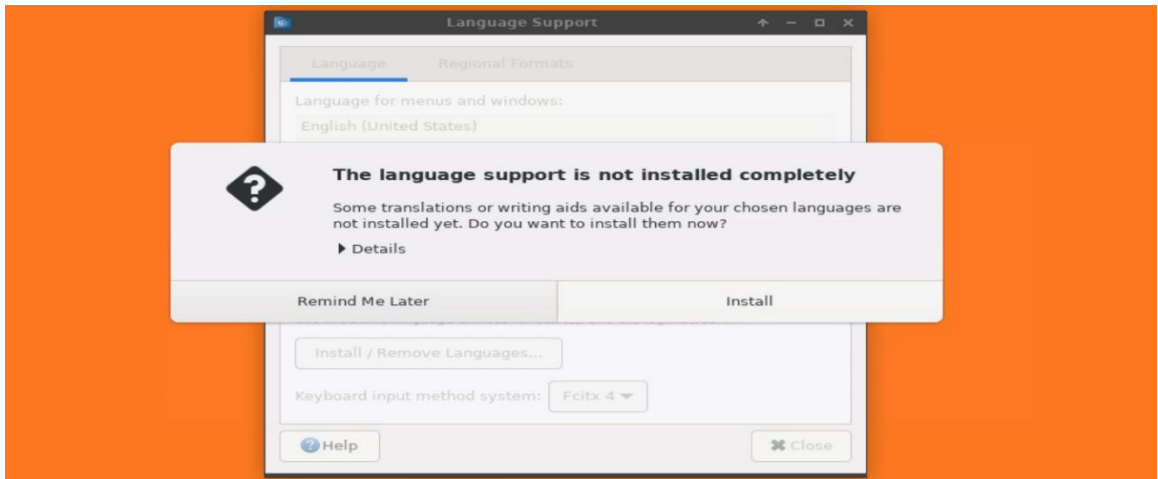 Language Support
Language Regional Formats
Language for menus and windows:
English (United States)
The language support is not installed completely
Some translations or writing aids available for your chosen languages are
not installed yet. Do you want to install them now?
Details
Remind Me Later Install
Install / Remove Languages...
Keyboard input method system: Fcitx 4
Help Close